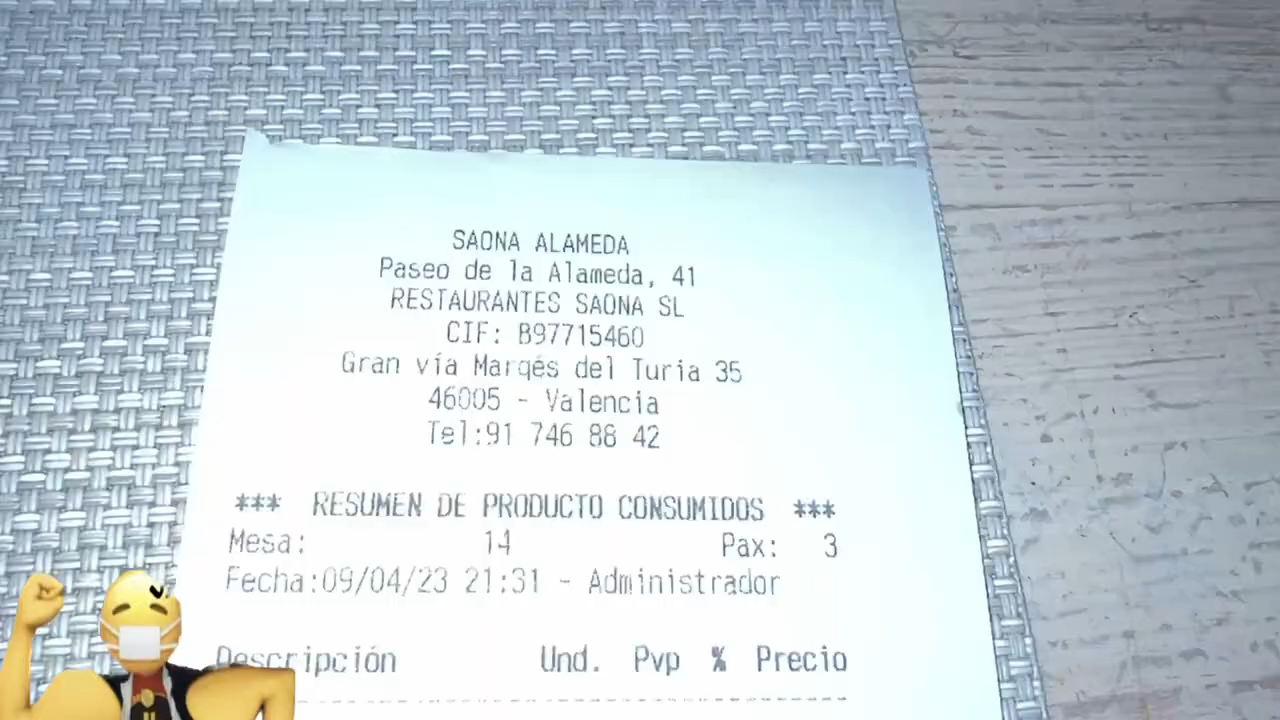 SAONA ALAMEDA
Paseo de la Alameda, 41
RESTAURANTES SAONA SL
CIF: B97715460
Gran vía Marqés del Turia 35
46005 - Valencia
Tel:91 746 88 42
*** RESUMEN DE PRODUCTO CONSUMIDOS ***
Mesa: 14 Pax: 3
Fecha:09/04/23 21:31 - Administrador
Descripción Und. Pvp % Precio